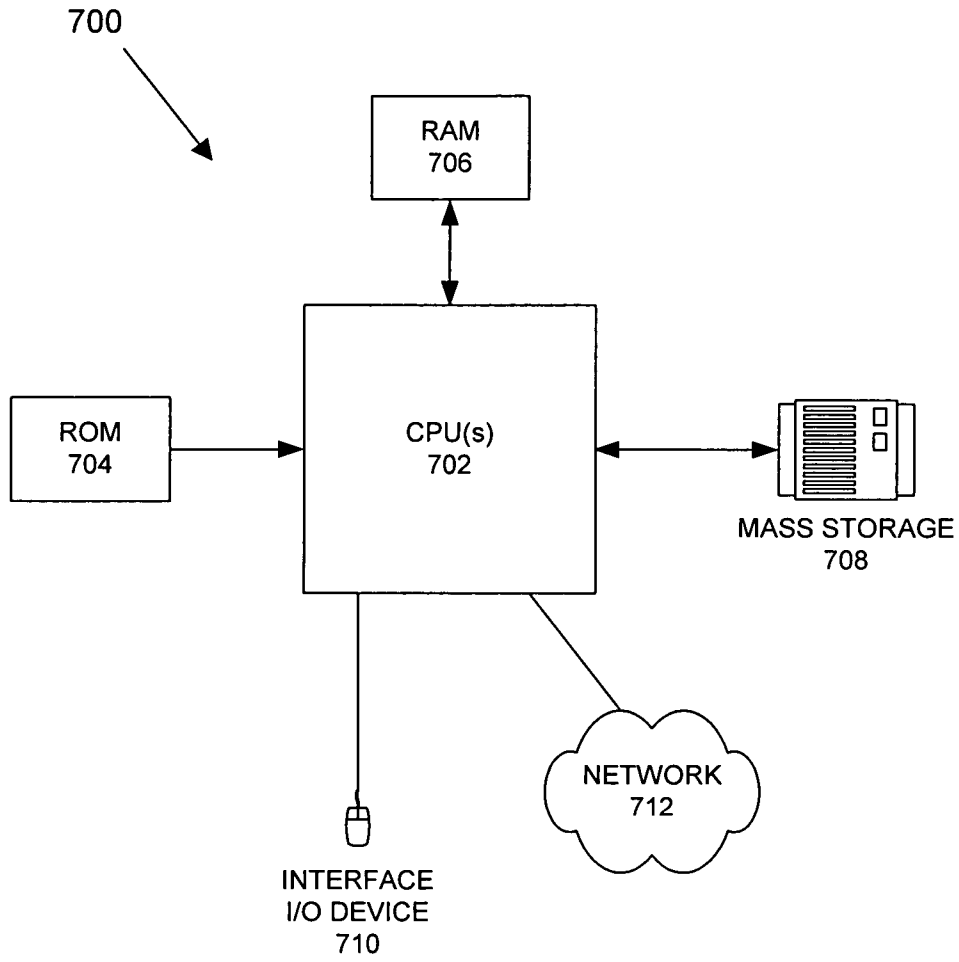 700
RAM
706
ROM
704
CPU(s)
702
MASS STORAGE
708
NETWORK
712
INTERFACE
I/O DEVICE
710